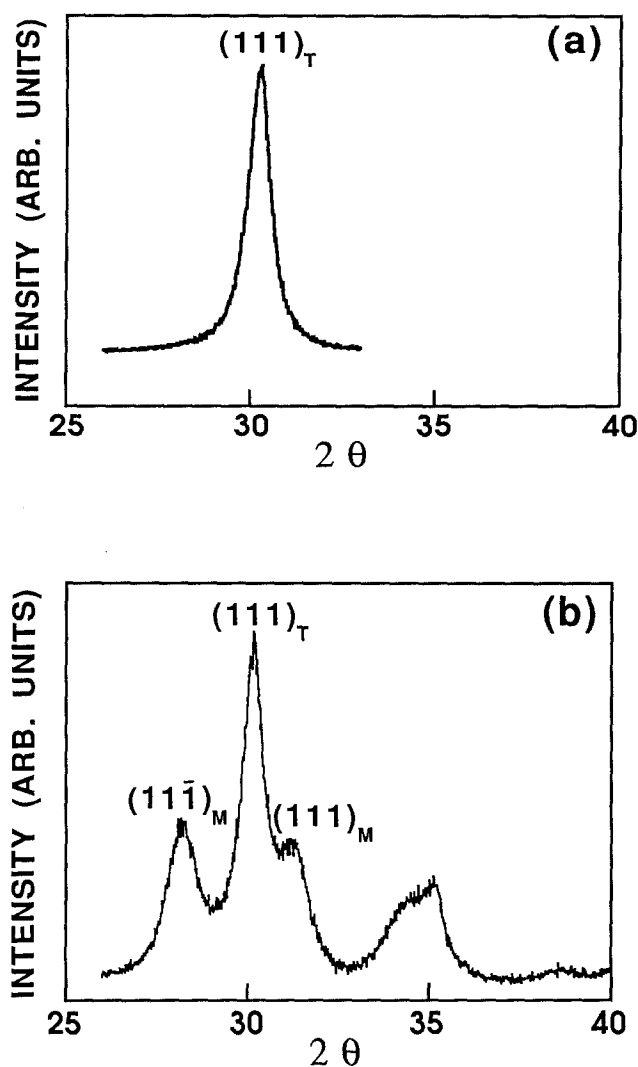 (111)T
(a)
INTENSITY (ARB. UNITS)
25 30 35 40
2 θ
(111)T
(b)
(111̄)M
(111)M
INTENSITY (ARB. UNITS)
25 30 35 40
2 θ